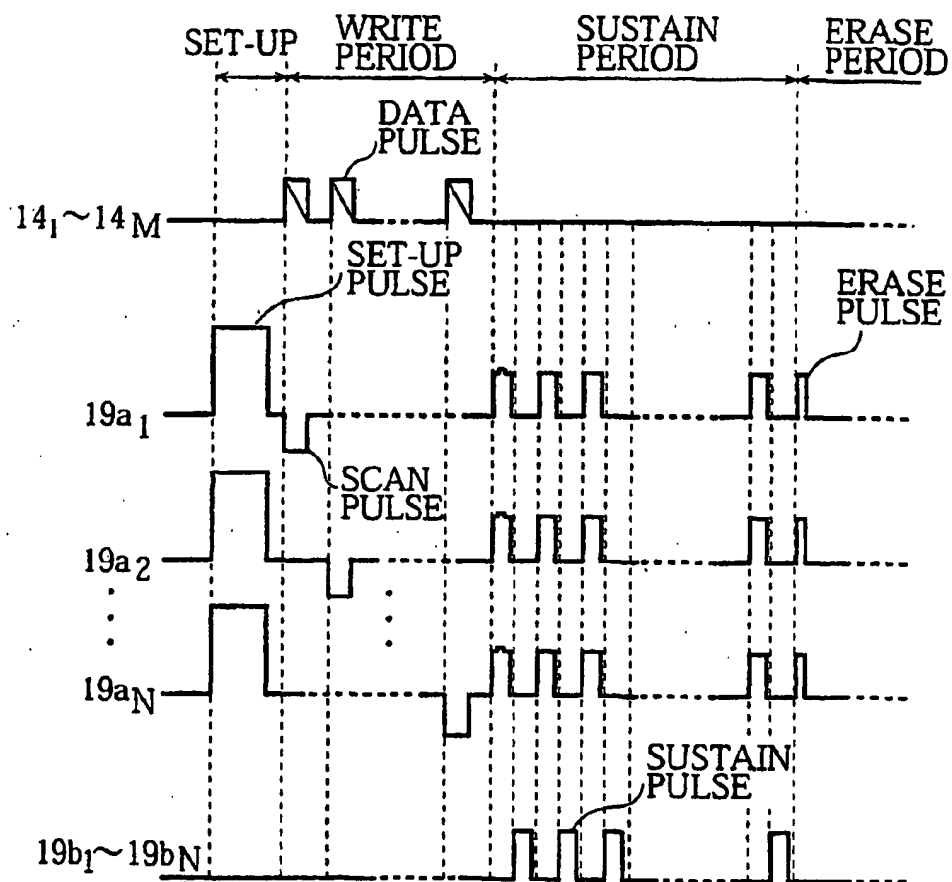 SET-UP
WRITE
PERIOD
SUSTAIN
PERIOD
ERASE
PERIOD
DATA
PULSE
14₁~14M
SET-UP
PULSE
ERASE
PULSE
19a₁
SCAN
PULSE
19a₂
19aN
SUSTAIN
PULSE
19b₁~19bN